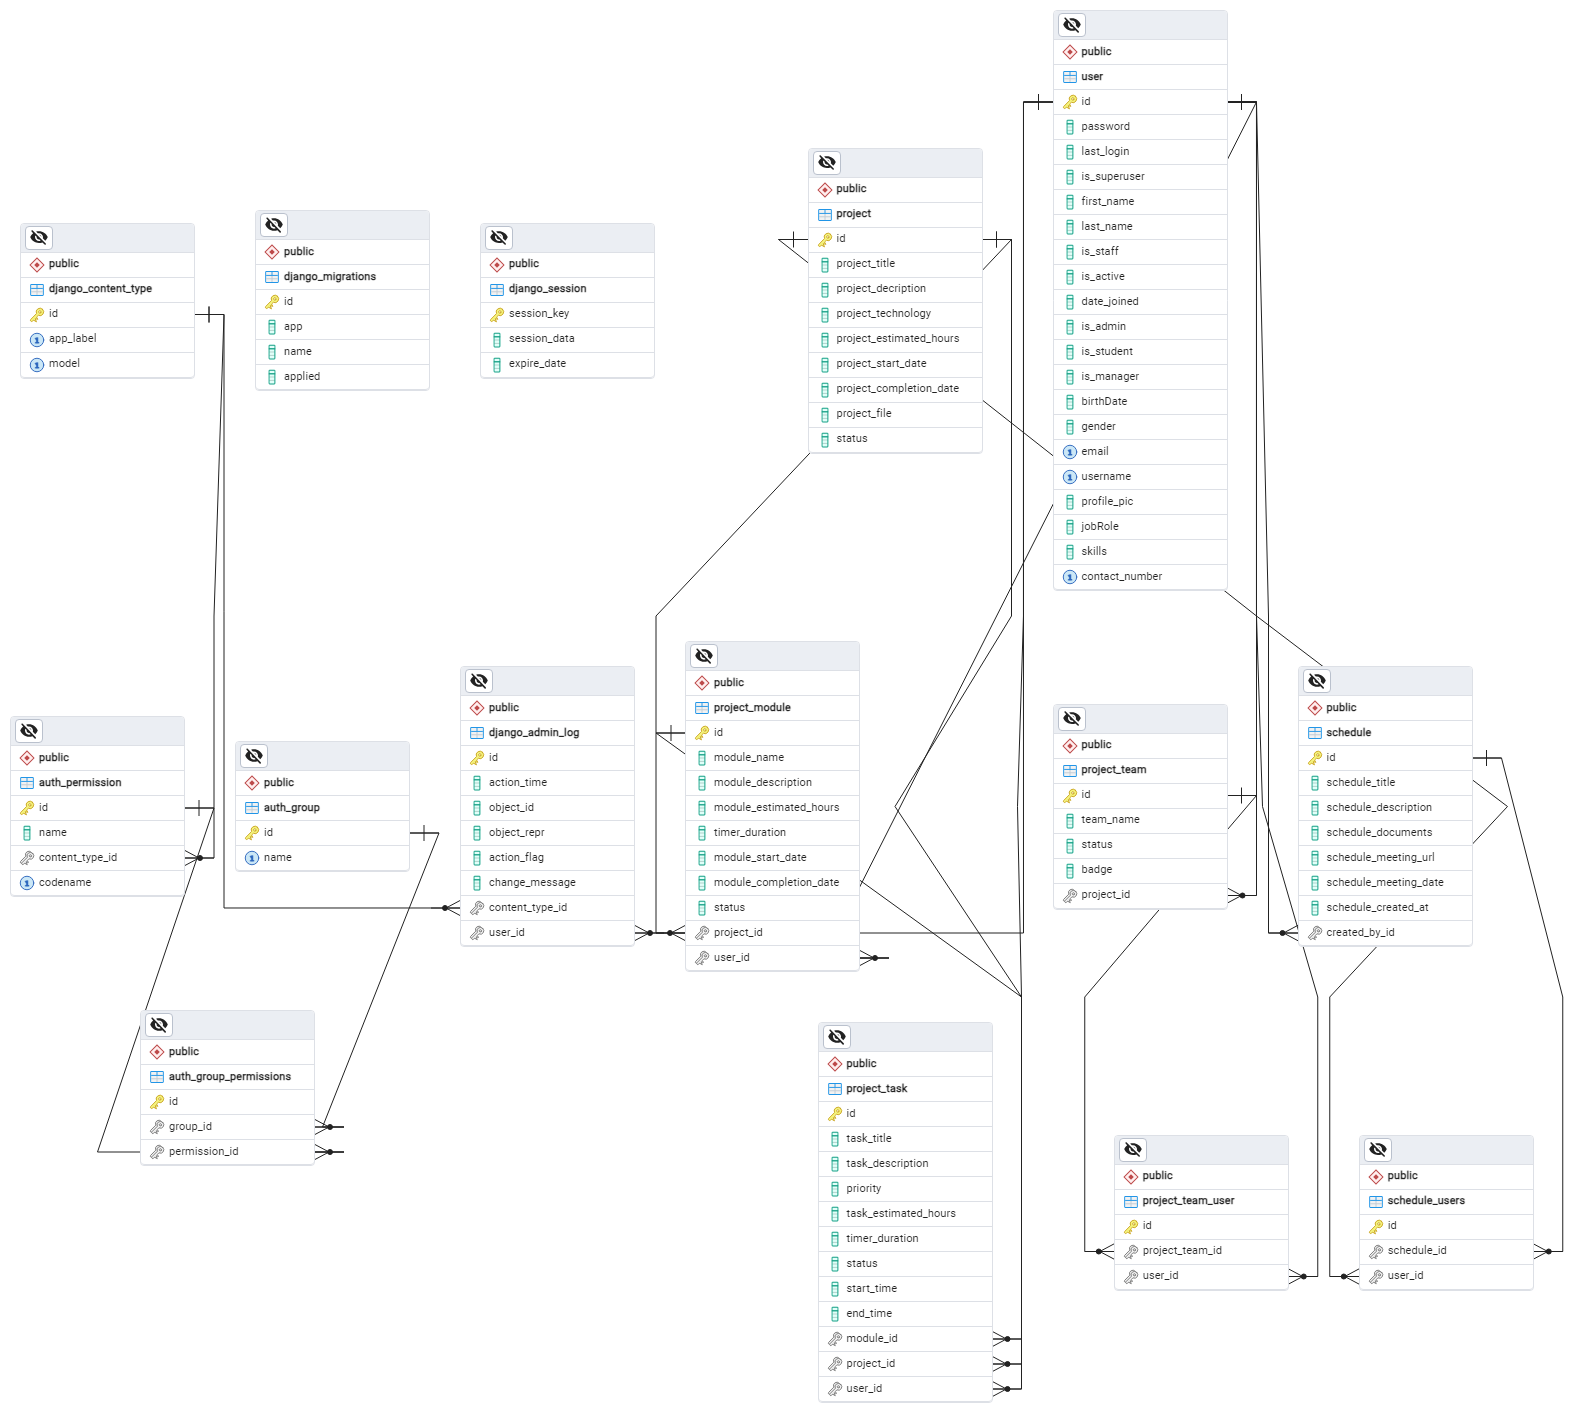 public
user
id
password
last_login
is_superuser
first_name
last_name
is_staff
is_active
date_joined
is_admin
is_student
is_manager
birthDate
gender
email
username
profile_pic
jobRole
skills
contact_number
public
project
id
project_title
project_decription
project_technology
project_estimated_hours
project_start_date
project_completion_date
project_file
status
public
django_content_type
id
app_label
model
public
django_migrations
id
app
name
applied
public
django_session
session_key
session_data
expire_date
public
auth_permission
id
name
content_type_id
codename
public
auth_group
id
name
public
django_admin_log
id
action_time
object_id
object_repr
action_flag
change_message
content_type_id
user_id
public
project_module
id
module_name
module_description
module_estimated_hours
timer_duration
module_start_date
module_completion_date
status
project_id
user_id
public
project_team
id
team_name
status
badge
project_id
public
schedule
id
schedule_title
schedule_description
schedule_documents
schedule_meeting_url
schedule_meeting_date
schedule_created_at
created_by_id
public
auth_group_permissions
id
group_id
permission_id
public
project_task
id
task_title
task_description
priority
task_estimated_hours
timer_duration
status
start_time
end_time
module_id
project_id
user_id
public
project_team_user
id
project_team_id
user_id
public
schedule_users
id
schedule_id
user_id